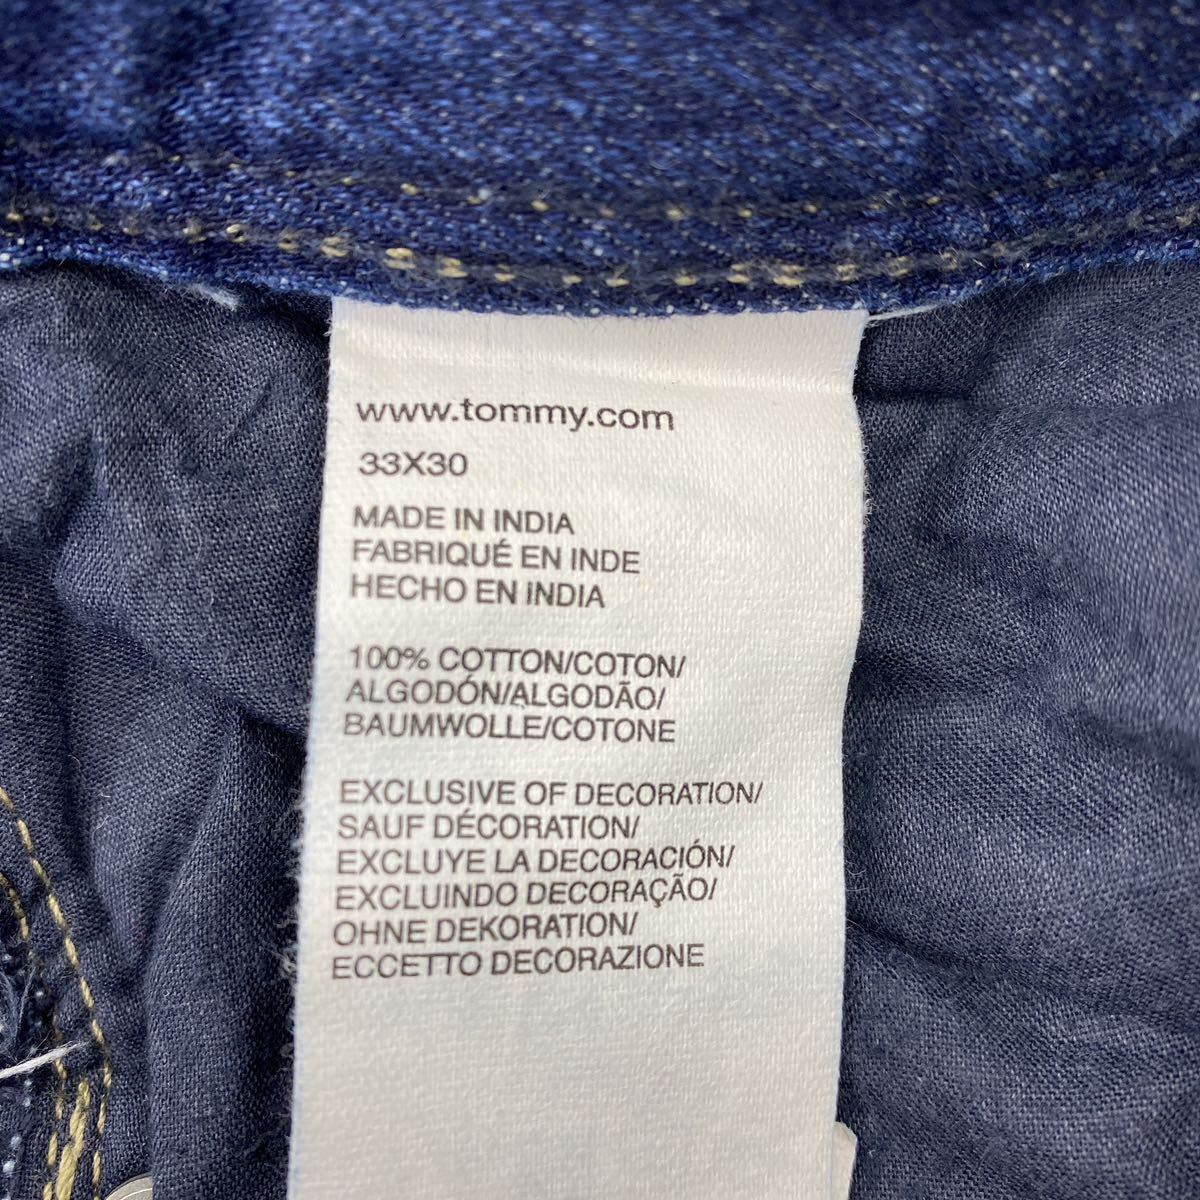 www.tommy.com
33X30
MADE IN INDIA
FABRIQUÉ EN INDE
HECHO EN INDIA
100% COTTON/COTON/
ALGODÓN/ALGODÃO/
BAUMWOLLE/COTONE
EXCLUSIVE OF DECORATION/
SAUF DÉCORATION/
EXCLUYE LA DECORACIÓN/
EXCLUINDO DECORAÇÃO/
OHNE DEKORATION/
ECCETTO DECORAZIONE